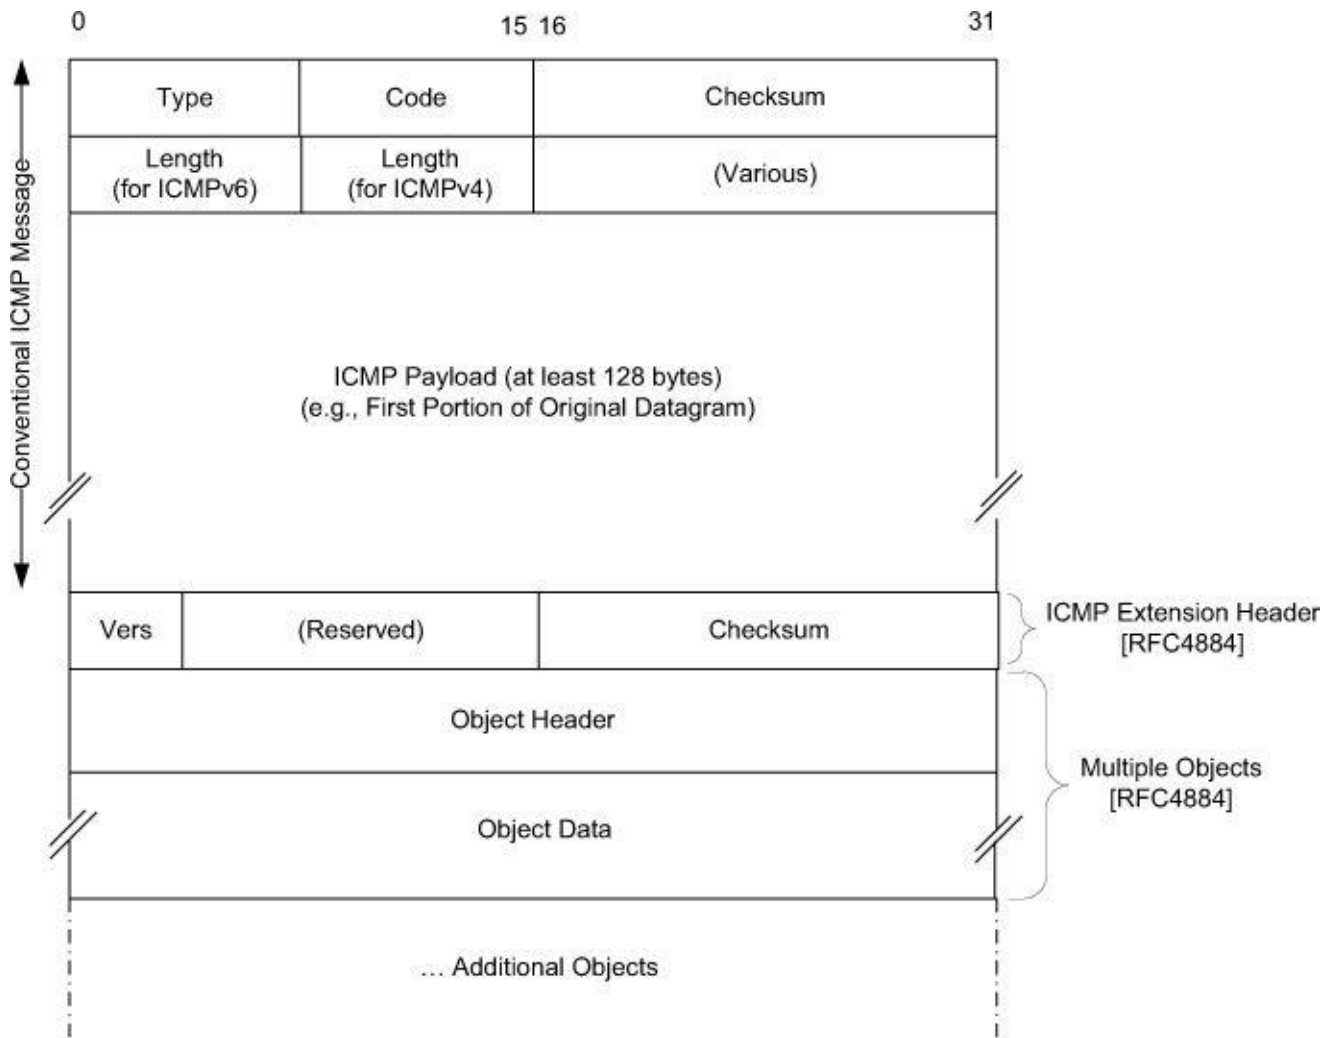 0 15 16 31
Type Code Checksum
Length Length
(for ICMPv6) (for ICMPv4) (Various)
Conventional ICMP Message
ICMP Payload (at least 128 bytes)
(e.g., First Portion of Original Datagram)
Vers (Reserved) Checksum
ICMP Extension Header
[RFC4884]
Object Header
Multiple Objects
[RFC4884]
Object Data
... Additional Objects